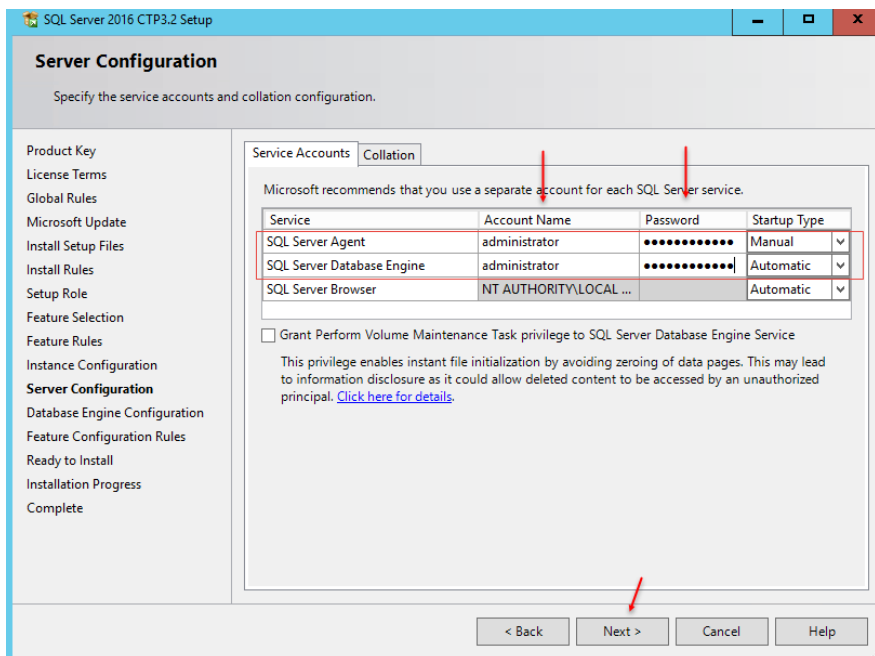 SQL Server 2016 CTP3.2 Setup
Server Configuration
Specify the service accounts and collation configuration.
Product Key
License Terms
Global Rules
Microsoft Update
Install Setup Files
Install Rules
Setup Role
Feature Selection
Feature Rules
Instance Configuration
Server Configuration
Database Engine Configuration
Feature Configuration Rules
Ready to Install
Installation Progress
Complete
Service Accounts Collation
Microsoft recommends that you use a separate account for each SQL Server service.
Service Account Name Password Startup Type
SQL Server Agent administrator ●●●●●●●●●●●● Manual
SQL Server Database Engine administrator ●●●●●●●●●●●● Automatic
SQL Server Browser NT AUTHORITY\LOCAL ... Automatic
Grant Perform Volume Maintenance Task privilege to SQL Server Database Engine Service
This privilege enables instant file initialization by avoiding zeroing of data pages. This may lead
to information disclosure as it could allow deleted content to be accessed by an unauthorized
principal. Click here for details.
< Back Next > Cancel Help